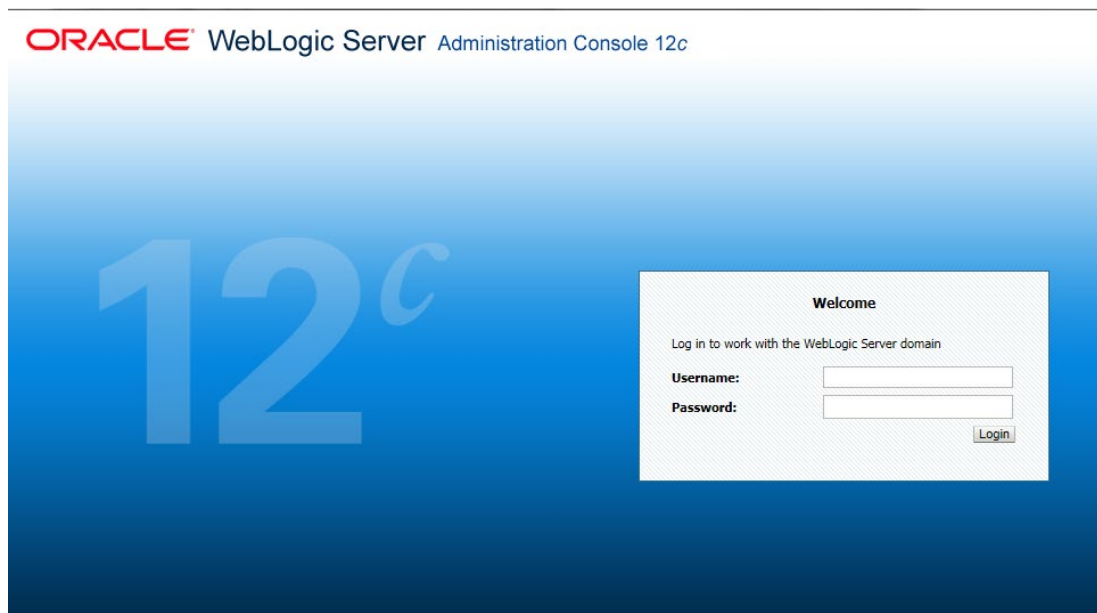 ORACLE WebLogic Server Administration Console 12c
12c
Welcome
Log in to work with the WebLogic Server domain
Username:
Password:
Login